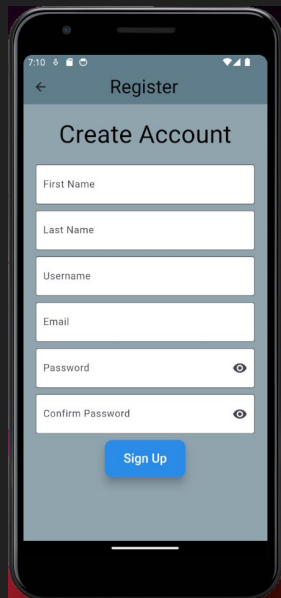 7:10
Register
Create Account
First Name
Last Name
Username
Email
Password
Confirm Password
Sign Up